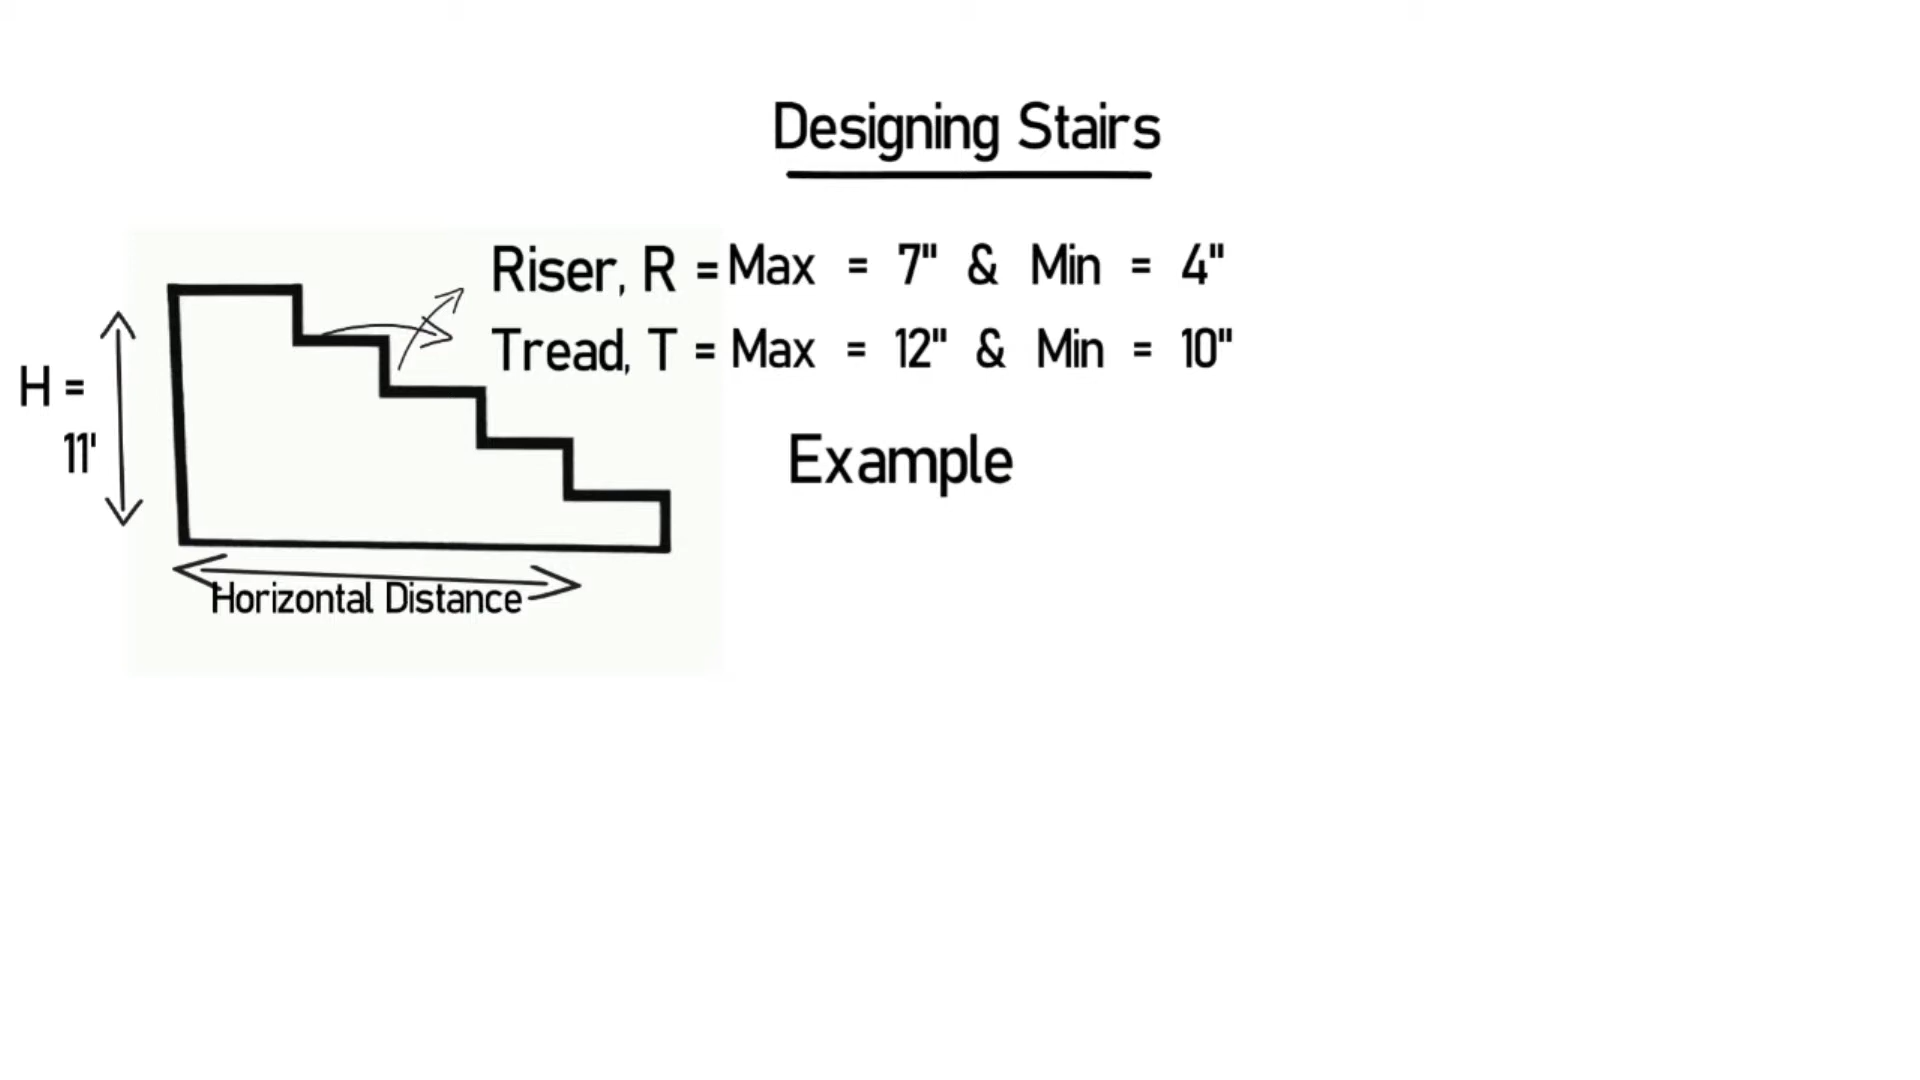 Designing Stairs
Riser, R = Max = 7" & Min = 4"
Tread, T = Max = 12" & Min = 10"
H =
11'
Example
Horizontal Distance